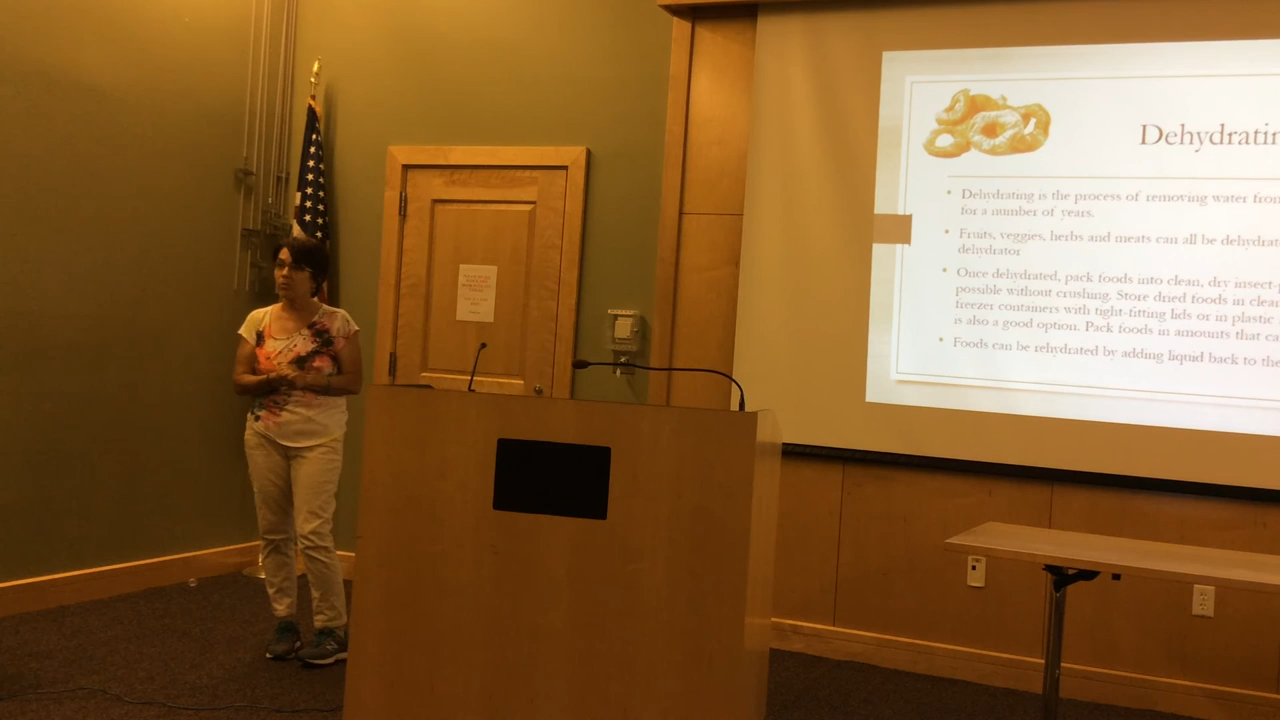 Dehydratin
Dehydrating is the process of removing water from
for a number of years.
Fruits, veggies, herbs and meats can all be dehydrat
dehydrator
Once dehydrated, pack foods into clean, dry insect-p
possible without crushing. Store dried foods in clean
freezer containers with tight-fitting lids or in plastic
is also a good option. Pack foods in amounts that ca
Foods can be rehydrated by adding liquid back to the